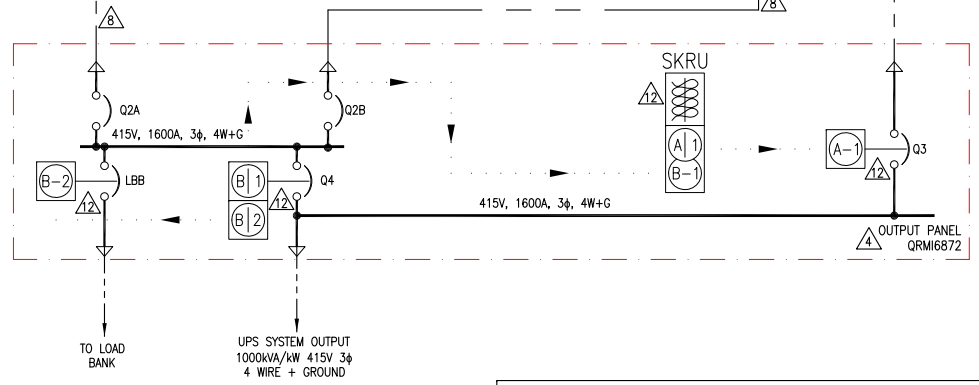 8
8
SKRU
Q2A
Q2B
12
415V, 1600A, 3ϕ, 4W+G
A 1
B-1
A-1
Q3
12
B-2
LBB
12
B 1
Q4
12
B 2
415V, 1600A, 3ϕ, 4W+G
4
OUTPUT PANEL
QRMI6872
TO LOAD
BANK
UPS SYSTEM OUTPUT
1000kVA/kW 415V 3ϕ
4 WIRE + GROUND